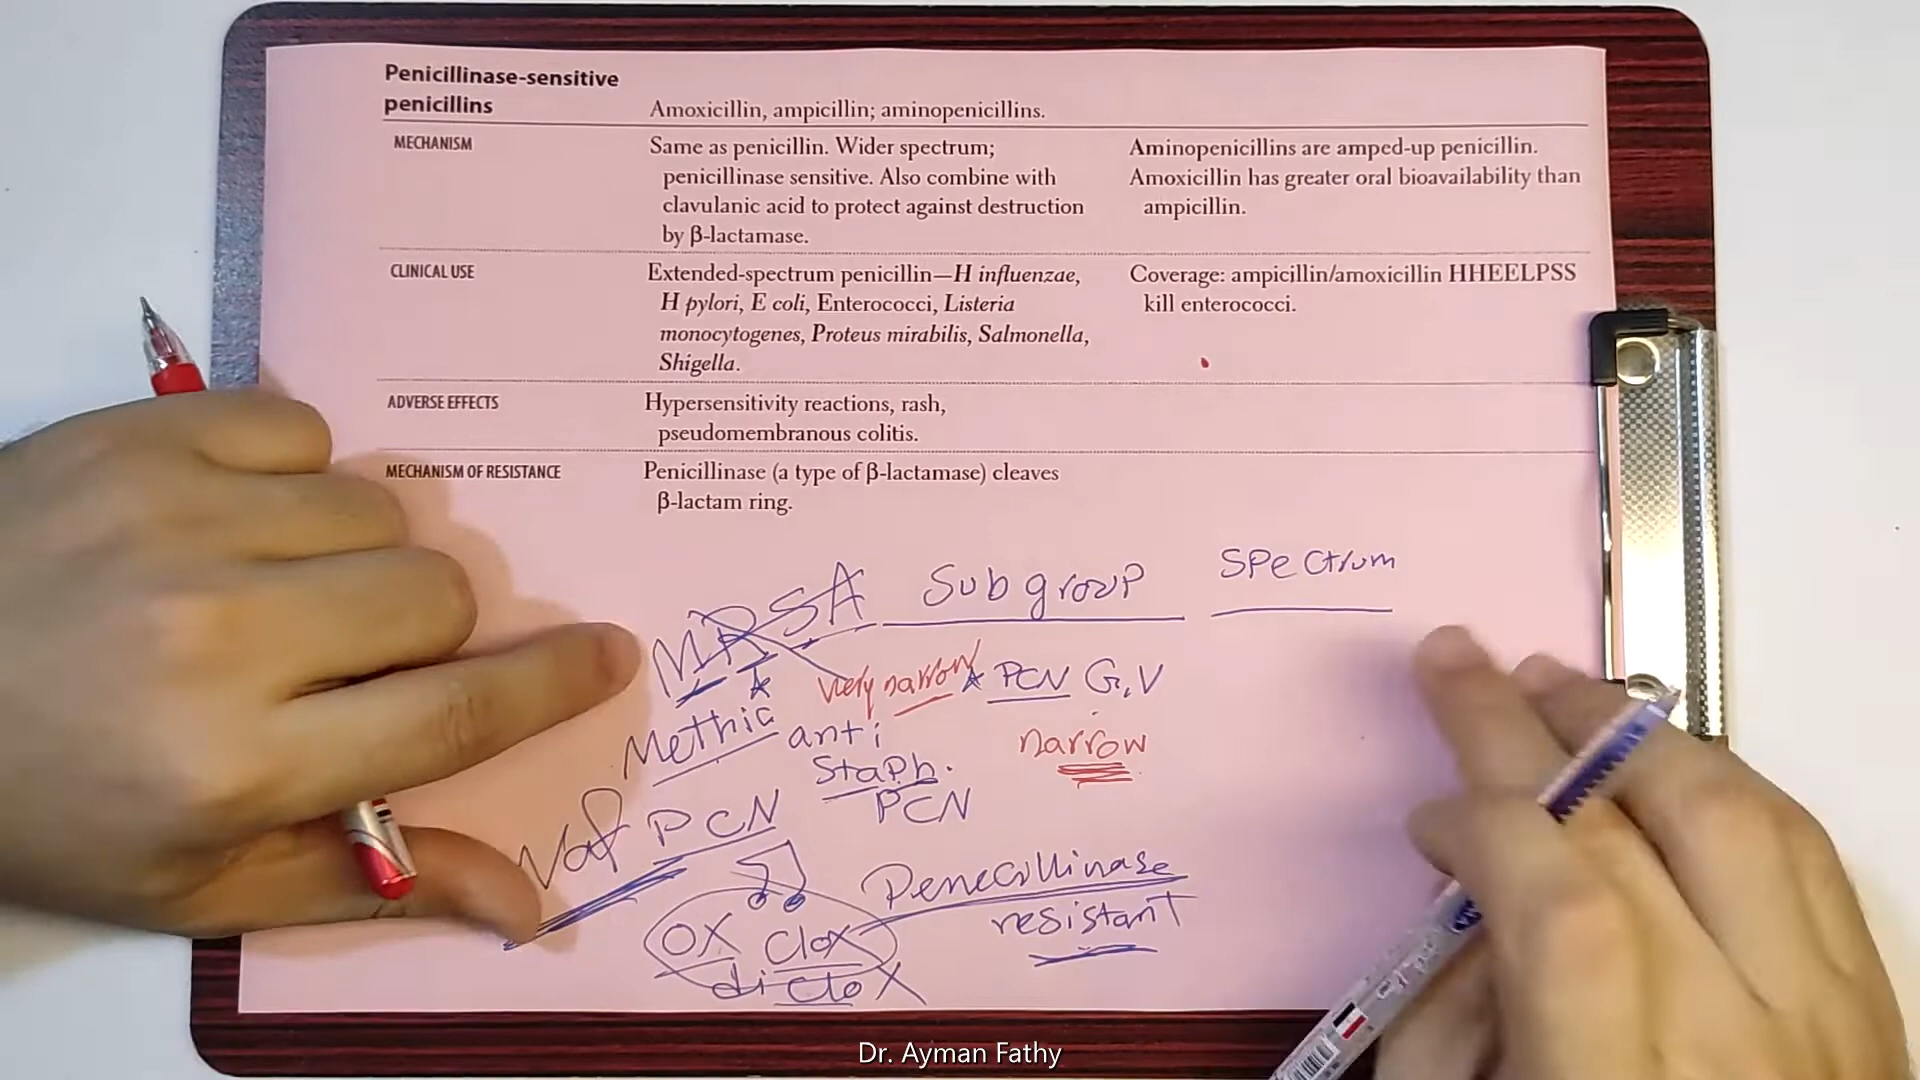 Penicillinase-sensitive
penicillins
Amoxicillin, ampicillin; aminopenicillins.
MECHANISM
Same as penicillin. Wider spectrum;
penicillinase sensitive. Also combine with
clavulanic acid to protect against destruction
by β-lactamase.
Aminopenicillins are amped-up penicillin.
Amoxicillin has greater oral bioavailability than
ampicillin.
CLINICAL USE
Extended-spectrum penicillin—H influenzae,
H pylori, E coli, Enterococci, Listeria
monocytogenes, Proteus mirabilis, Salmonella,
Shigella.
Coverage: ampicillin/amoxicillin HHEELPSS
kill enterococci.
ADVERSE EFFECTS
Hypersensitivity reactions, rash,
pseudomembranous colitis.
MECHANISM OF RESISTANCE
Penicillinase (a type of β-lactamase) cleaves
β-lactam ring.
MRSA
Subgroup
Spectrum
very narrow
PCN G, V
narrow
Methic
anti
Staph.
PCN
Naf PCN
Penecillinase
resistant
OX Clox
diclox
Dr. Ayman Fathy